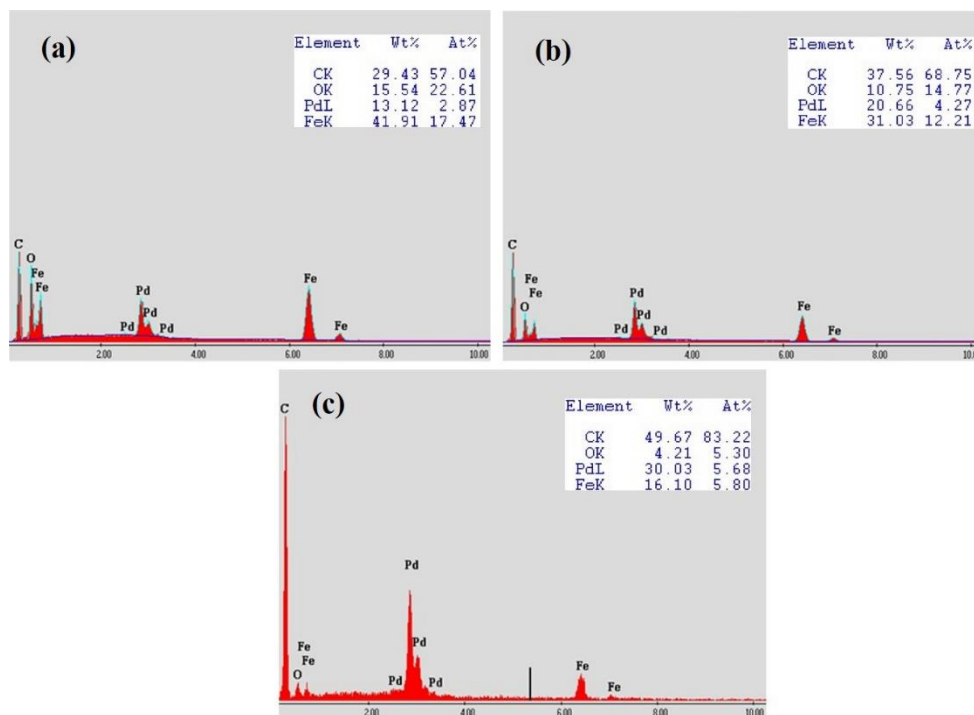 (a)
Element Wt% At%
CK 29.43 57.04
OK 15.54 22.61
PdL 13.12 2.87
FeK 41.91 17.47
C
O
Fe
Fe
Pd
Pd
Pd
Pd
Fe
Fe
2.00 4.00 6.00 8.00 10.00
(b)
Element Wt% At%
CK 37.56 68.75
OK 10.75 14.77
PdL 20.66 4.27
FeK 31.03 12.21
C
Fe
Fe
O
Pd
Pd
Pd
Pd
Fe
Fe
2.00 4.00 6.00 8.00 10.0
(c)
Element Wt% At%
CK 49.67 83.22
OK 4.21 5.30
PdL 30.03 5.68
FeK 16.10 5.80
C
Pd
Pd
Fe
Fe
O
Pd
Pd
Fe
Fe
2.00 4.00 6.00 8.00 10.00